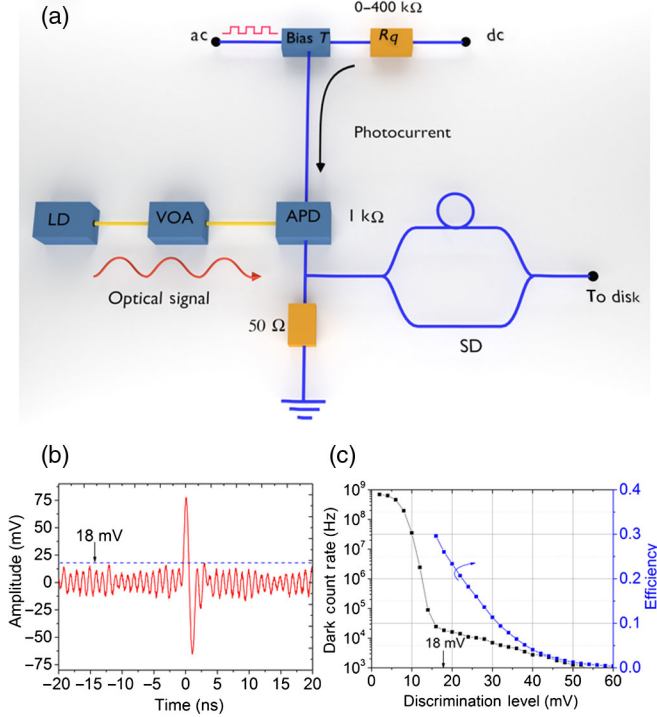 (a)
0–400 kΩ
ac
Bias T
Rq
dc
Photocurrent
LD
VOA
APD
1 kΩ
Optical signal
To disk
50 Ω
SD
(b)
(c)
75
50
25
0
−25
−50
−75
18 mV
Amplitude (mV)
−20 −15 −10 −5 0 5 10 15 20
Time (ns)
10⁹
10⁸
10⁷
10⁶
10⁵
10⁴
10³
Dark count rate (Hz)
18 mV
0 10 20 30 40 50 60
Discrimination level (mV)
0.4
0.3
0.2
0.1
0.0
Efficiency